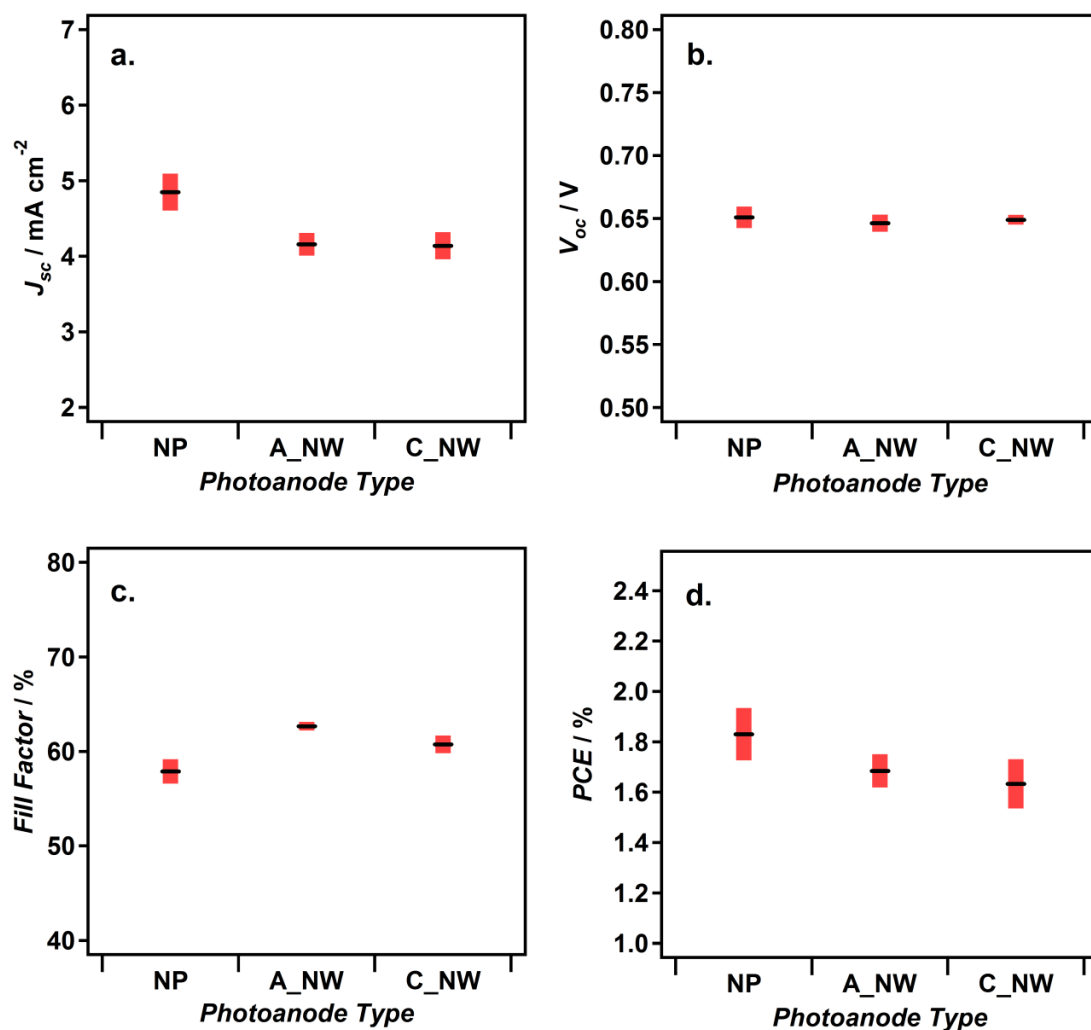 a.
J_sc / mA cm⁻²
7
6
5
4
3
2
NP A_NW C_NW
Photoanode Type
b.
V_oc / V
0.80
0.75
0.70
0.65
0.60
0.55
0.50
NP A_NW C_NW
Photoanode Type
c.
Fill Factor / %
80
70
60
50
40
NP A_NW C_NW
Photoanode Type
d.
PCE / %
2.4
2.2
2.0
1.8
1.6
1.4
1.2
1.0
NP A_NW C_NW
Photoanode Type